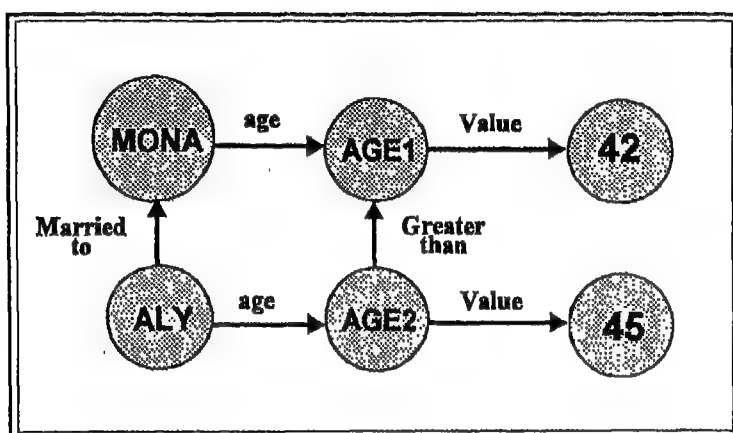 age
Value
MONA
AGE1
42
Married
to
Greater
than
age
Value
ALY
AGE2
45